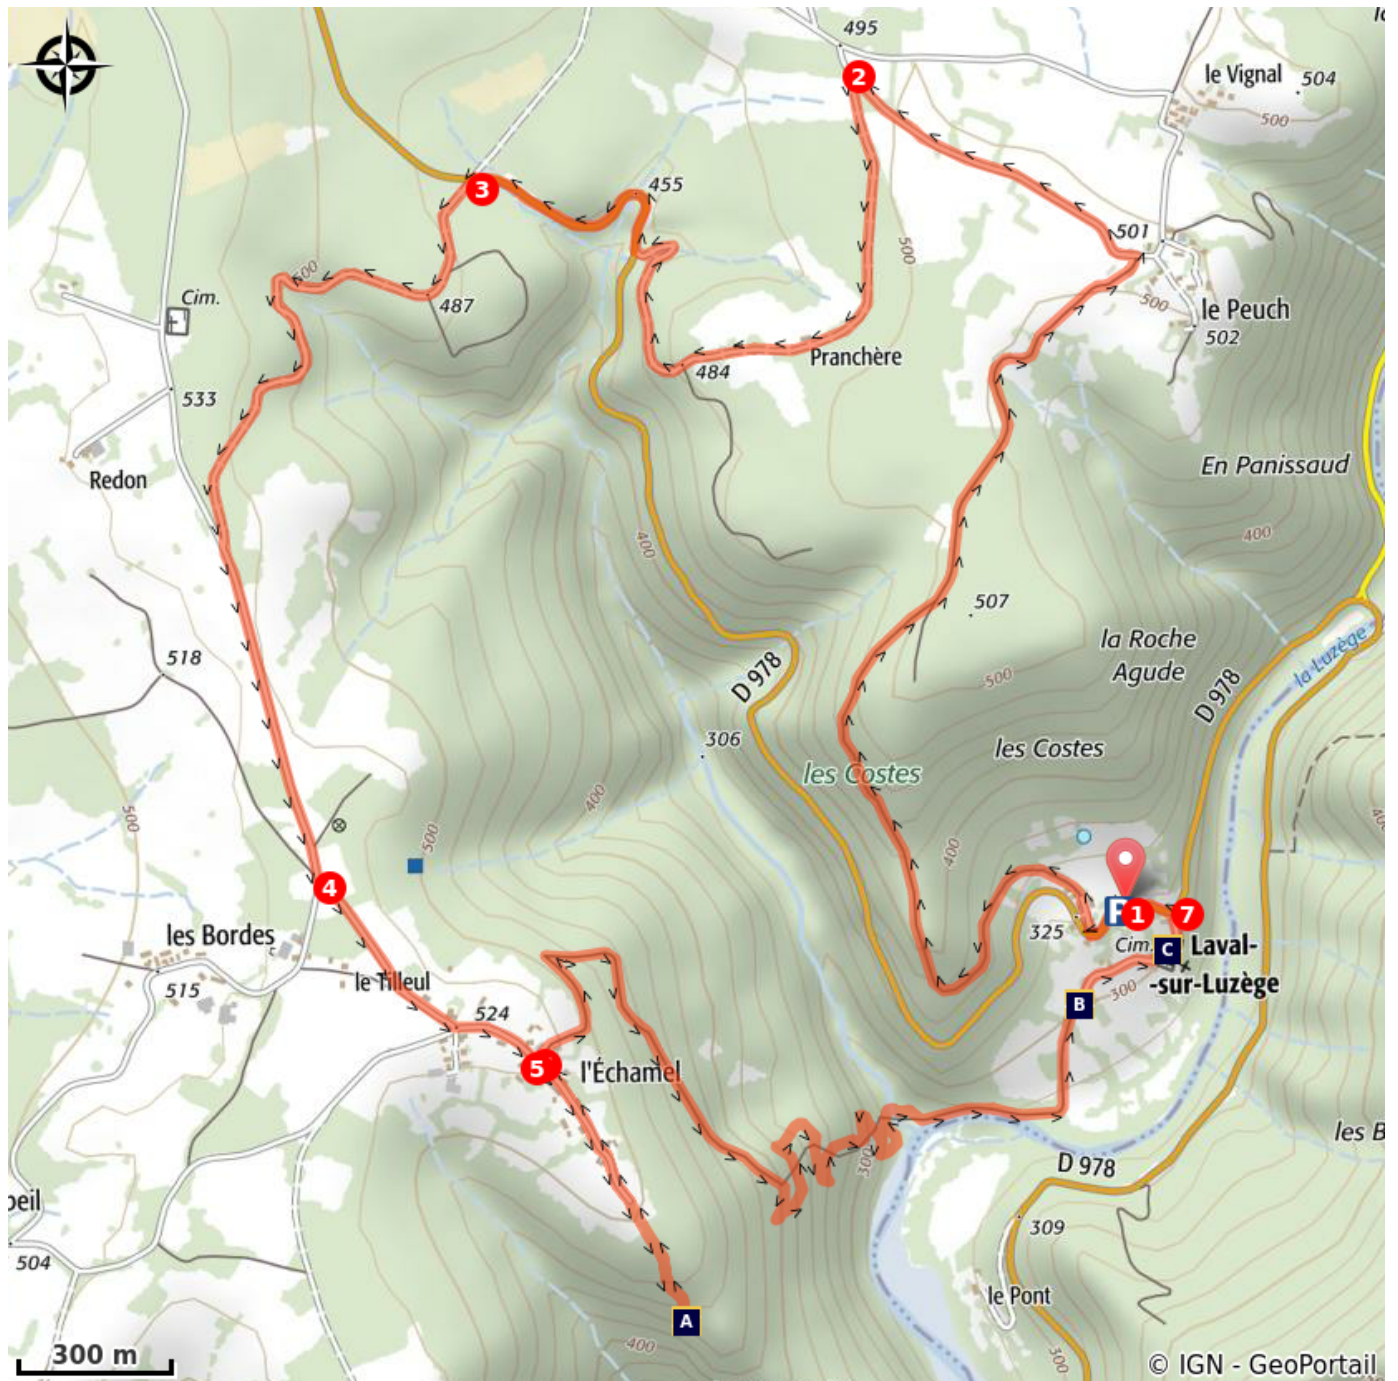 495
2
le Vignal
504
500
3
455
501
500
500
Cim.
487
500
le Peuch
502
Pranchère
484
533
Redon
En Panissaud
400
400
507
la Roche
Agude
518
D 978
500
D 978
la Luzège
306
les Costes
les Costes
400
500
500
400
4
P
1
7
les Bordes
325
Cim.
C
Laval-
-sur-Luzège
le Tilleul
515
300
B
524
5
l'Échamel
les B
300
D 978
oeil
309
504
le Pont
A
400
300
300 m
© IGN - GeoPortail